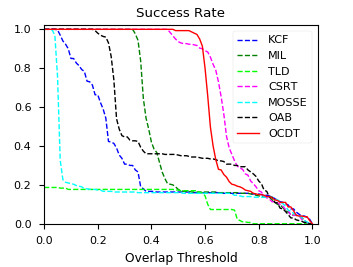 Success Rate
1.0
0.8
0.6
0.4
0.2
0.0
KCF
MIL
TLD
CSRT
MOSSE
OAB
OCDT
0.0 0.2 0.4 0.6 0.8 1.0
Overlap Threshold